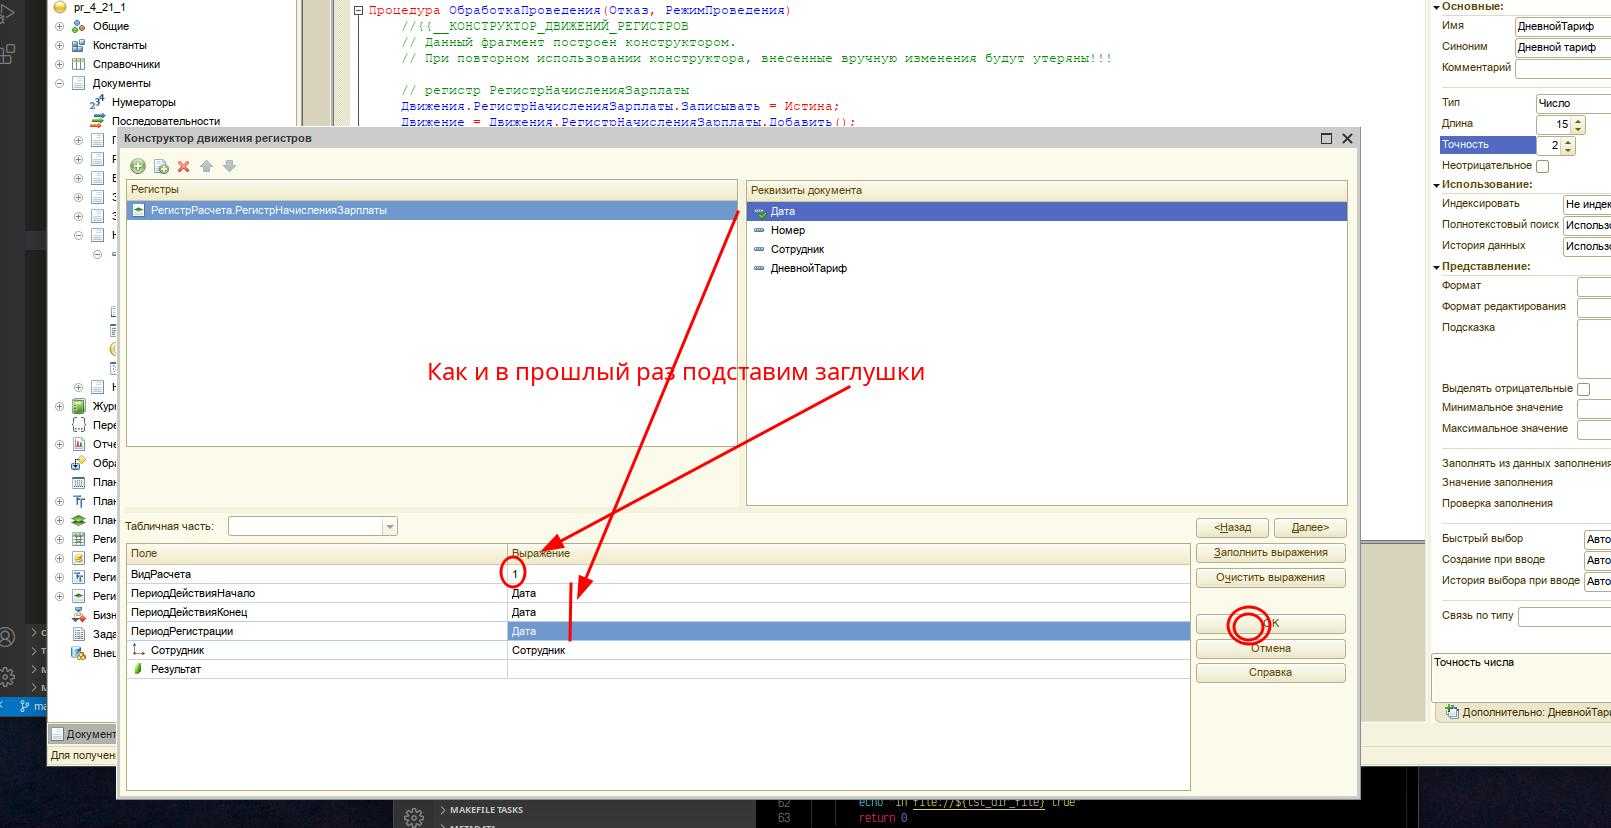 pr_4_21_1
Общие
Константы
Справочники
Документы
Нумераторы
Последовательности
Процедура ОбработкаПроведения(Отказ, РежимПроведения)
//{{__КОНСТРУКТОР_ДВИЖЕНИЙ_РЕГИСТРОВ
// Данный фрагмент построен конструктором.
// При повторном использовании конструктора, внесенные вручную изменения будут утеряны!!!
// регистр РегистрНачисленияЗарплаты
Движения.РегистрНачисленияЗарплаты.Записывать = Истина;
Движение = Движения.РегистрНачисленияЗарплаты.Добавить();
Конструктор движения регистров
Регистры
РегистрРасчета.РегистрНачисленияЗарплаты
Реквизиты документа
Дата
Номер
Сотрудник
ДневнойТариф
Как и в прошлый раз подставим заглушки
Табличная часть:
<Назад
Далее>
Поле
Выражение
Заполнить выражения
ВидРасчета
1
Очистить выражения
ПериодДействияНачало
Дата
ПериодДействияКонец
Дата
ПериодРегистрации
Дата
OK
Сотрудник
Сотрудник
Отмена
Результат
Справка
Основные:
Имя
ДневнойТариф
Синоним
Дневной тариф
Комментарий
Тип
Число
Длина
15
Точность
2
Неотрицательное
Использование:
Индексировать
Не индек
Полнотекстовый поиск
Использо
История данных
Использо
Представление:
Формат
Формат редактирования
Подсказка
Выделять отрицательные
Минимальное значение
Максимальное значение
Заполнять из данных заполнения
Значение заполнения
Проверка заполнения
Быстрый выбор
Авто
Создание при вводе
Авто
История выбора при вводе
Авто
Связь по типу
Точность числа
Дополнительно: ДневнойТари
Жур
Пере
Отче
Обра
План
План
План
Реги
Реги
Реги
Реги
Бизн
Зада
Внеш
Документ
Для получен
MAKEFILE TASKS
62
63
return 0